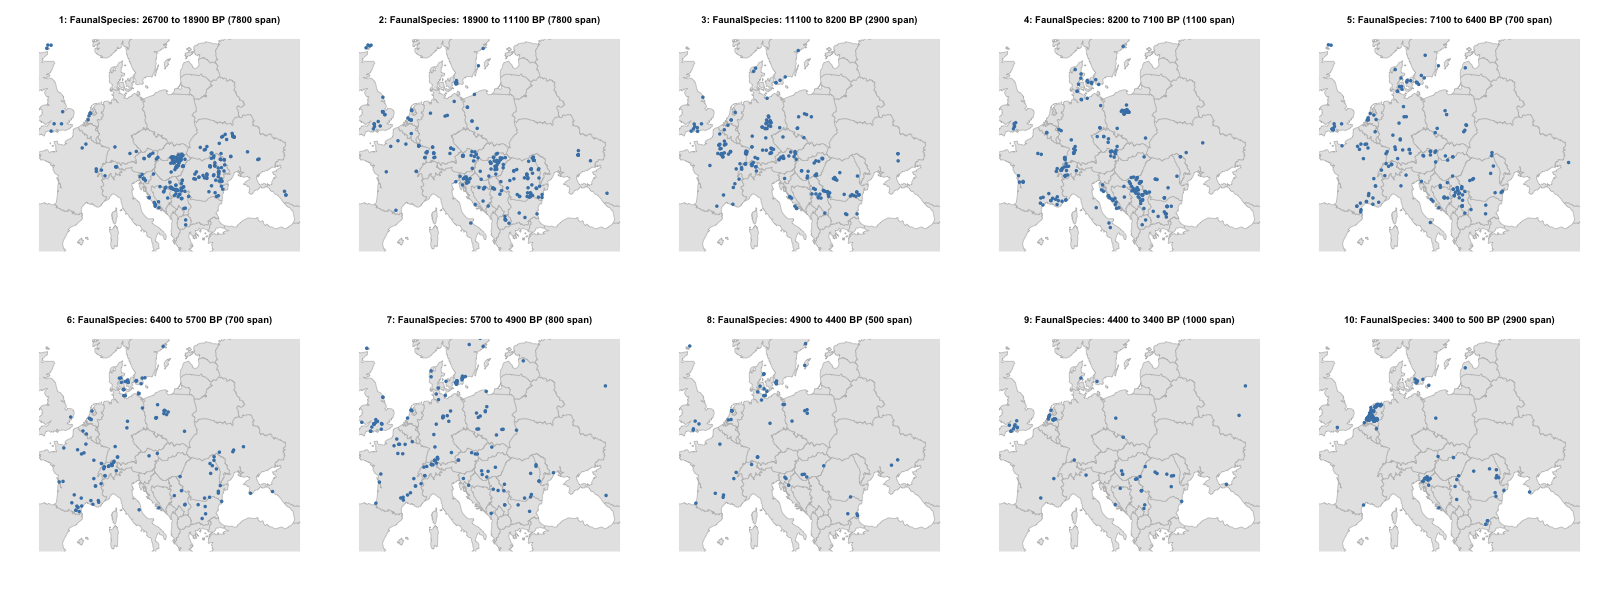 1: FaunalSpecies: 26700 to 18900 BP (7800 span)
2: FaunalSpecies: 18900 to 11100 BP (7800 span)
3: FaunalSpecies: 11100 to 8200 BP (2900 span)
4: FaunalSpecies: 8200 to 7100 BP (1100 span)
5: FaunalSpecies: 7100 to 6400 BP (700 span)
6: FaunalSpecies: 6400 to 5700 BP (700 span)
7: FaunalSpecies: 5700 to 4900 BP (800 span)
8: FaunalSpecies: 4900 to 4400 BP (500 span)
9: FaunalSpecies: 4400 to 3400 BP (1000 span)
10: FaunalSpecies: 3400 to 500 BP (2900 span)